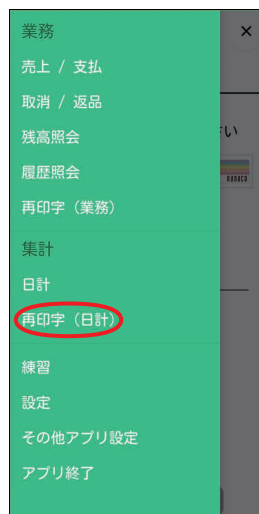 業務
×
売上 / 支払
取消 / 返品
さい
残高照会
履歴照会
nanaco
再印字（業務）
集計
日計
再印字（日計）
練習
設定
その他アプリ設定
アプリ終了